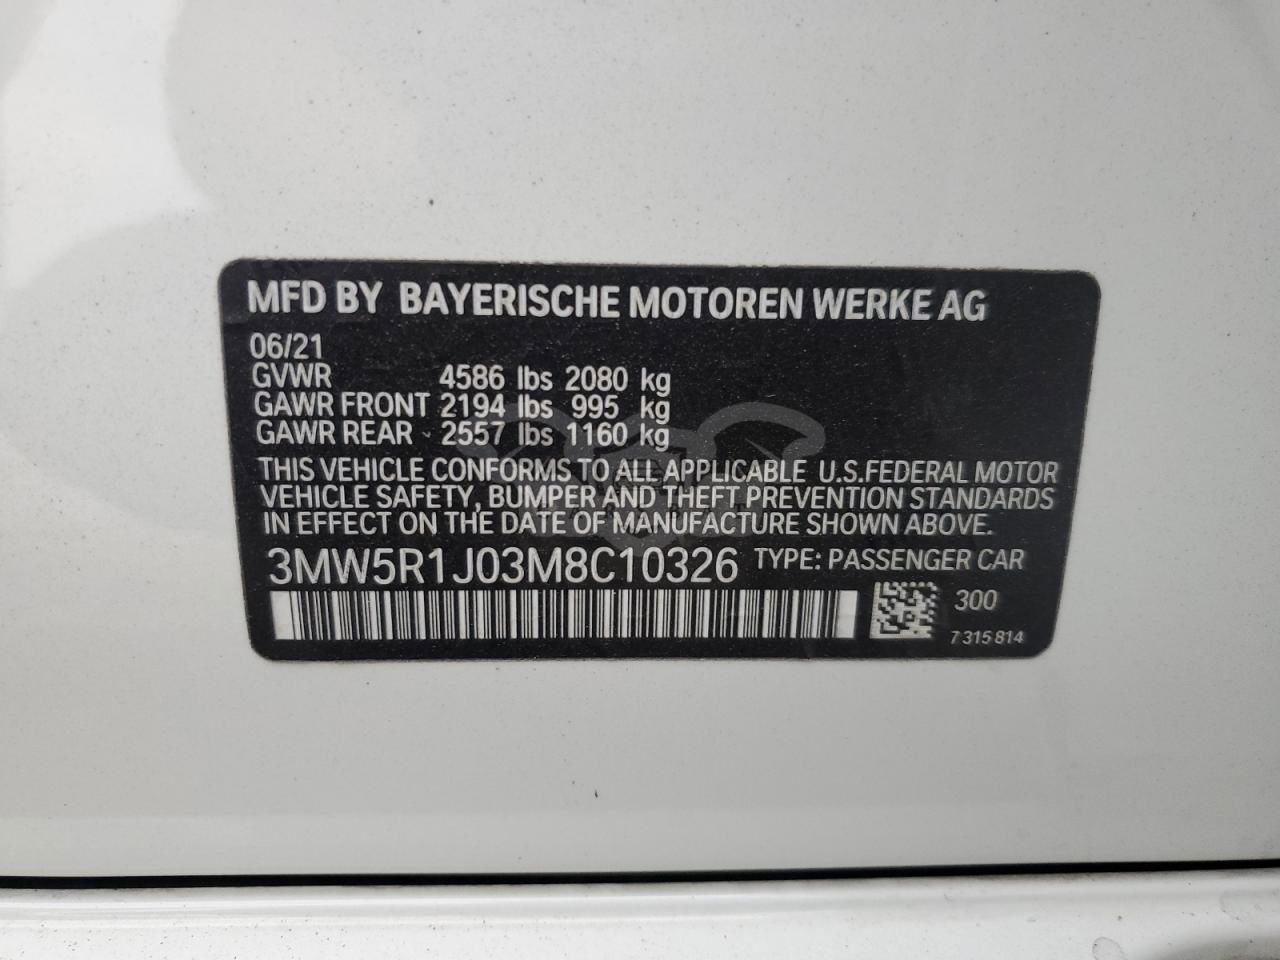 MFD BY BAYERISCHE MOTOREN WERKE AG
06/21
GVWR 4586 lbs 2080 kg
GAWR FRONT 2194 lbs 995 kg
GAWR REAR 2557 lbs 1160 kg
THIS VEHICLE CONFORMS TO ALL APPLICABLE U.S.FEDERAL MOTOR
VEHICLE SAFETY, BUMPER AND THEFT PREVENTION STANDARDS
IN EFFECT ON THE DATE OF MANUFACTURE SHOWN ABOVE.
3MW5R1J03M8C10326 TYPE: PASSENGER CAR
300
7 315 814